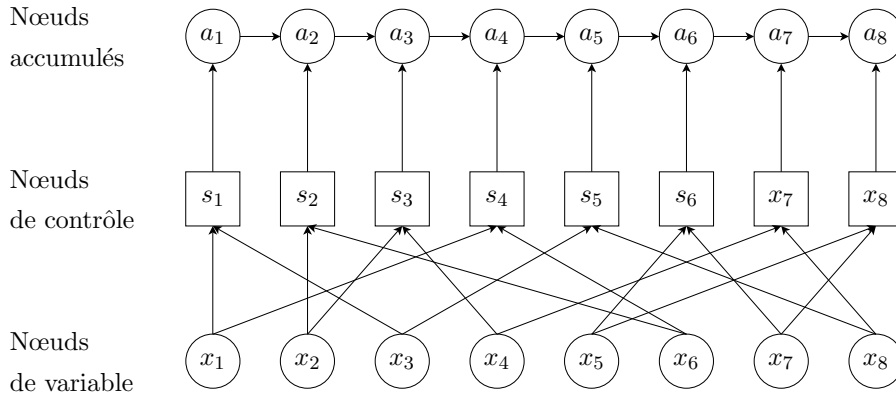 Nœuds
accumulés
a1 a2 a3 a4 a5 a6 a7 a8
Nœuds
de contrôle
s1 s2 s3 s4 s5 s6 x7 x8
Nœuds
de variable
x1 x2 x3 x4 x5 x6 x7 x8